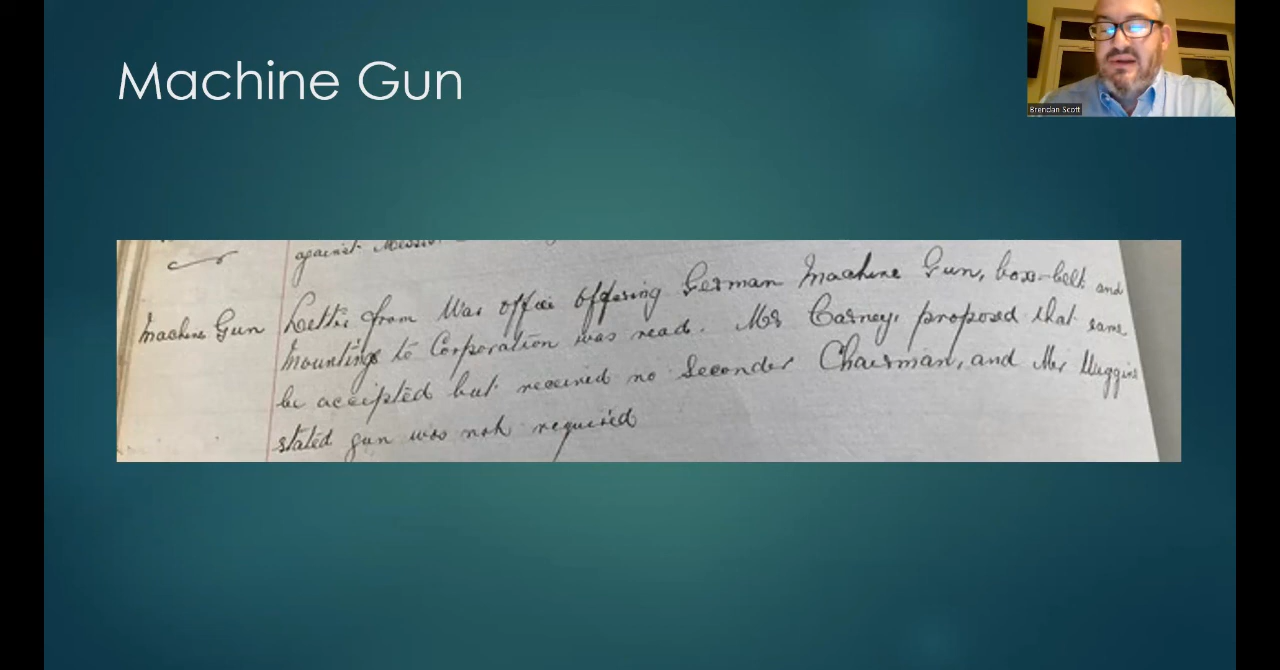 Machine Gun
Brendan Scott
against
Machine Gun
Letter from War office offering German Machine Gun, box-belt and
Mountings to Corporation was read. Mr Carney, proposed that same
be accepted but received no Seconder Chairman, and Mr Huggins
stated gun was not required